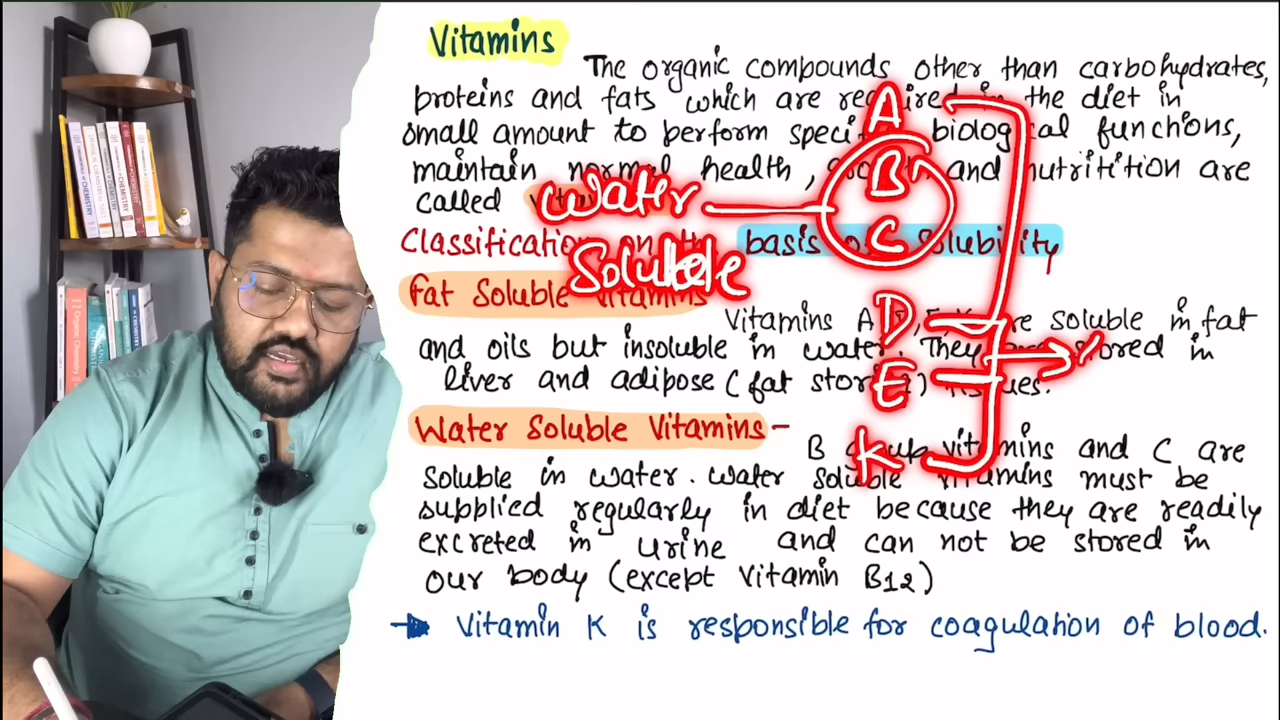 Vitamins
The organic compounds other than carbohydrates,
proteins and fats which are required in the diet in
small amount to perform biological functions,
maintain normal health, and nutritition are
called
Classification on the basis of Solubility
Fat Soluble Vitamins
Vitamins A, D, E, K are soluble in fat
and oils but insoluble in water. They are stored in
liver and adipose (fat storing) tissues.
Water Soluble Vitamins -
B group vitamins and C are
soluble in water. Water soluble vitamins must be
supplied regularly in diet because they are readily
excreted in urine and can not be stored in
our body (except Vitamin B12)
→ Vitamin K is responsible for coagulation of blood.
A
B
C
D
E
K
Water
Soluble